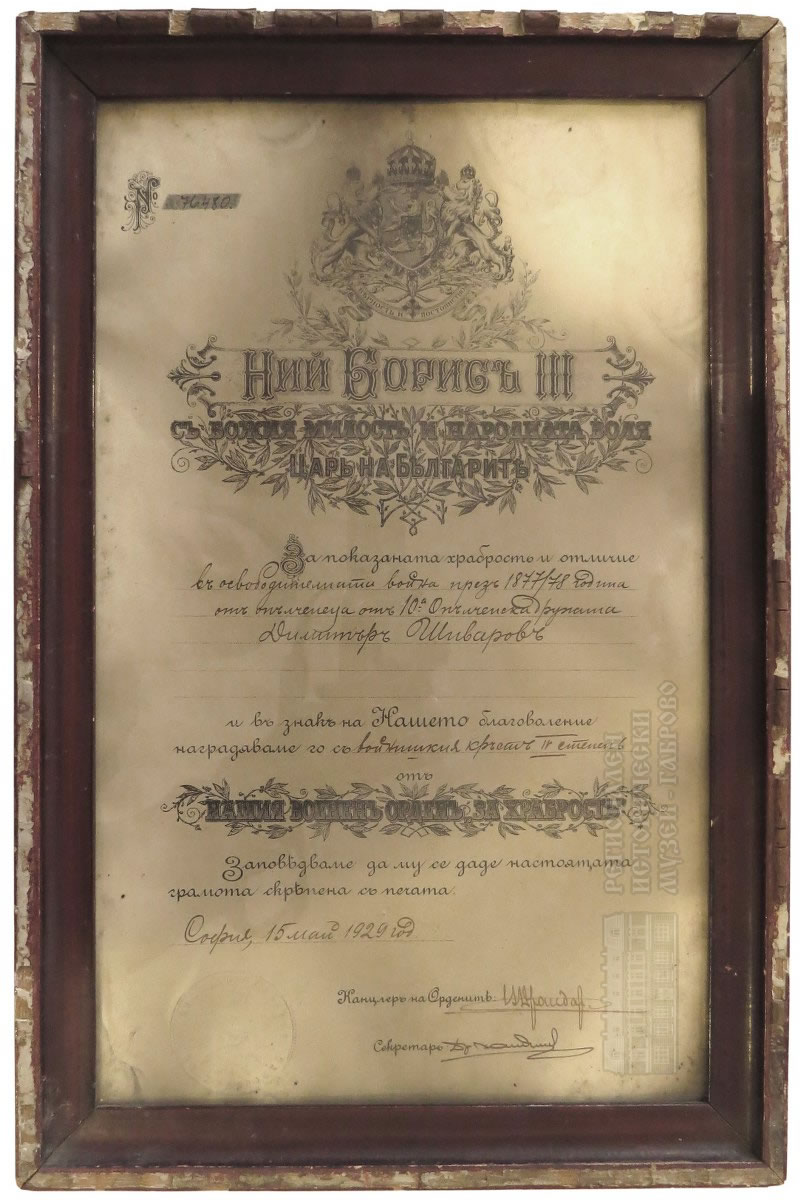 № 76480
Ний Борисъ III
съ Божия милость и народната воля
Царь на Българитѣ
За показаната храбрость и отличие
въ освободителната война презъ 1877/78 година
отъ опълченеца отъ 10ª Опълченска дружина
Димитъръ Шиваровъ
и въ знакъ на Нашето благоволение
награждаваме го съ войнишкия кръстъ IV степень
отъ
Нашия военен орденъ за храбрость
Заповѣдваме да му се даде настоящата
грамота скрѣпена съ печата.
София, 15 май 1929 год
Канцлеръ на Орденитѣ
Секретарь
РЕГИОНАЛЕН
ИСТОРИЧЕСКИ
МУЗЕЙ - ГАБРОВО